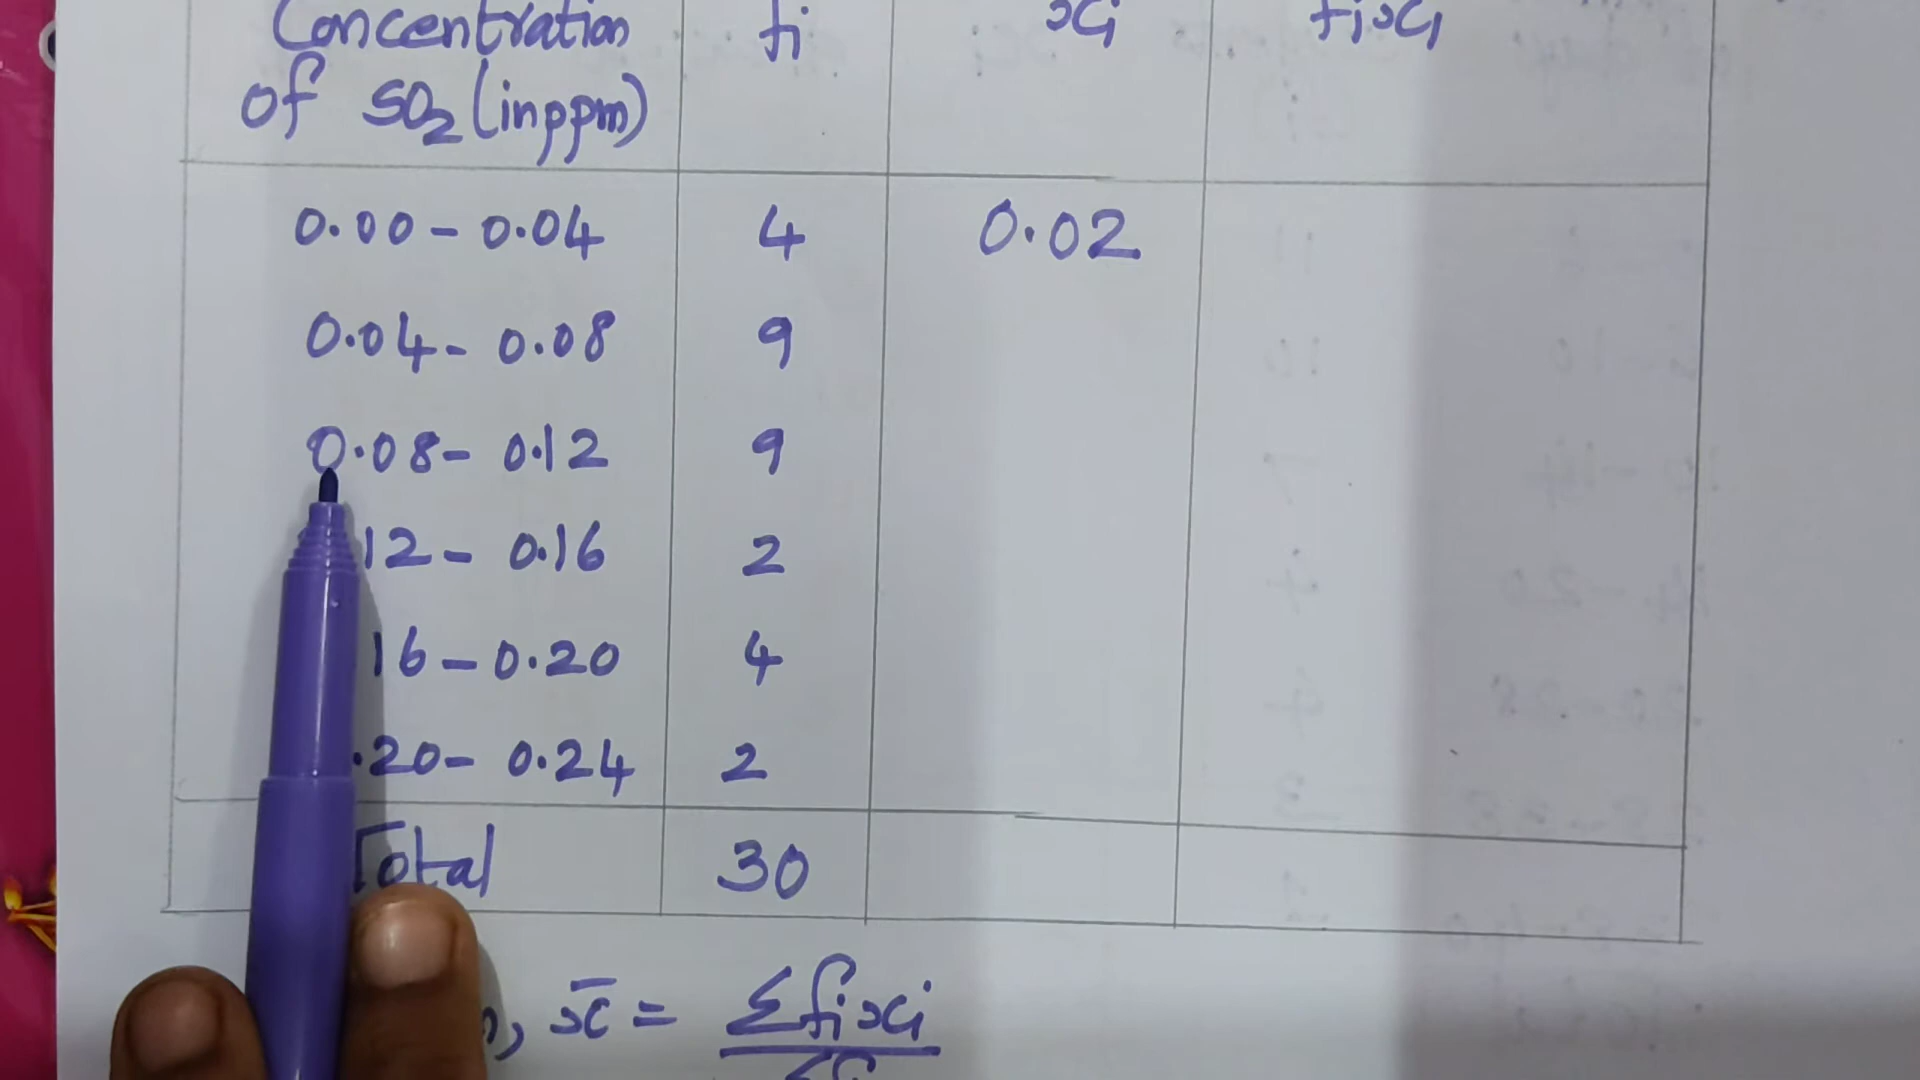 Concentration of SO2 (in ppm) fi xi fixi
0.00 - 0.04 4 0.02
0.04 - 0.08 9
0.08 - 0.12 9
12 - 0.16 2
16 - 0.20 4
.20 - 0.24 2
Total 30
, x̄ = Σfixi